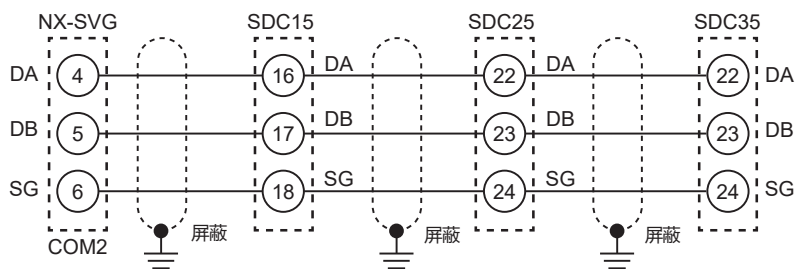 NX-SVG SDC15 SDC25 SDC35
DA 4 16 DA 22 DA 22 DA
DB 5 17 DB 23 DB 23 DB
SG 6 18 SG 24 SG 24 SG
屏蔽 屏蔽 屏蔽
COM2